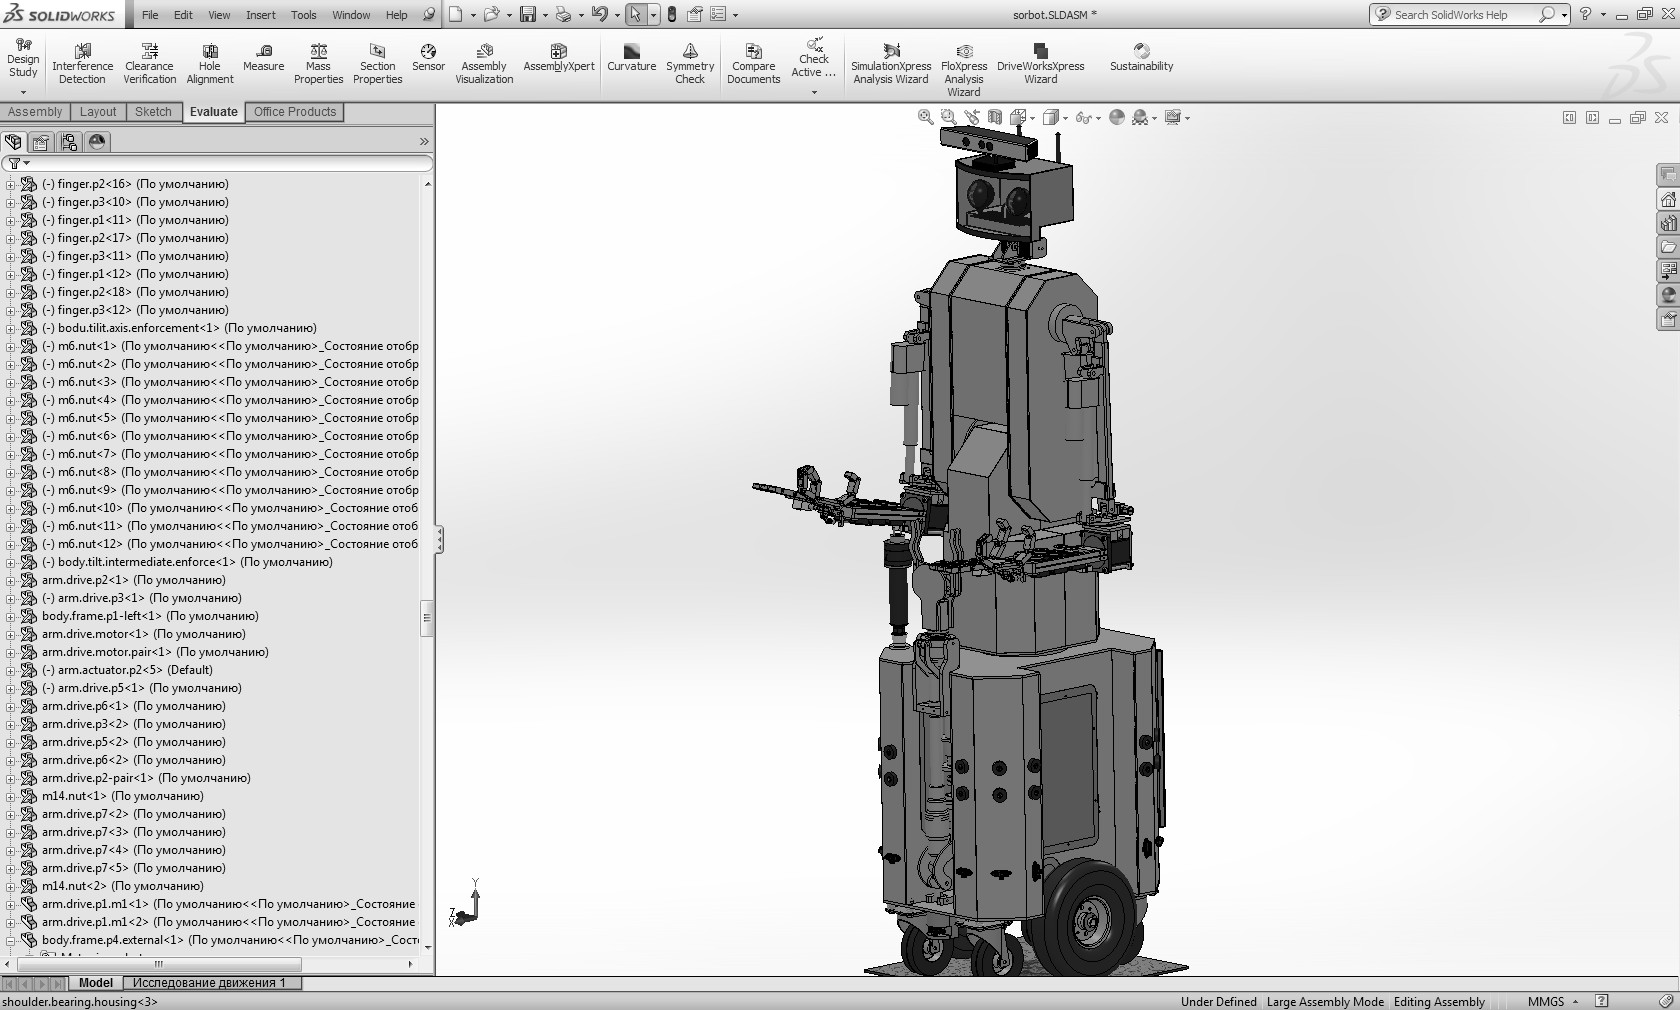 SOLIDWORKS File Edit View Insert Tools Window Help sorbot.SLDASM * Search SolidWorks Help
Design Study
Interference Detection
Clearance Verification
Hole Alignment
Measure
Mass Properties
Section Properties
Sensor
Assembly Visualization
AssemblyXpert
Curvature
Symmetry Check
Compare Documents
Check Active ...
SimulationXpress Analysis Wizard
FloXpress Analysis Wizard
DriveWorksXpress Wizard
Sustainability
Assembly Layout Sketch Evaluate Office Products
(-) finger.p2<16> (По умолчанию)
(-) finger.p3<10> (По умолчанию)
(-) finger.p1<11> (По умолчанию)
(-) finger.p2<17> (По умолчанию)
(-) finger.p3<11> (По умолчанию)
(-) finger.p1<12> (По умолчанию)
(-) finger.p2<18> (По умолчанию)
(-) finger.p3<12> (По умолчанию)
(-) bodu.tilit.axis.enforcement<1> (По умолчанию)
(-) m6.nut<1> (По умолчанию<<По умолчанию>_Состояние отобр
(-) m6.nut<2> (По умолчанию<<По умолчанию>_Состояние отобр
(-) m6.nut<3> (По умолчанию<<По умолчанию>_Состояние отобр
(-) m6.nut<4> (По умолчанию<<По умолчанию>_Состояние отобр
(-) m6.nut<5> (По умолчанию<<По умолчанию>_Состояние отобр
(-) m6.nut<6> (По умолчанию<<По умолчанию>_Состояние отобр
(-) m6.nut<7> (По умолчанию<<По умолчанию>_Состояние отобр
(-) m6.nut<8> (По умолчанию<<По умолчанию>_Состояние отобр
(-) m6.nut<9> (По умолчанию<<По умолчанию>_Состояние отобр
(-) m6.nut<10> (По умолчанию<<По умолчанию>_Состояние отоб
(-) m6.nut<11> (По умолчанию<<По умолчанию>_Состояние отоб
(-) m6.nut<12> (По умолчанию<<По умолчанию>_Состояние отоб
(-) body.tilt.intermediate.enforce<1> (По умолчанию)
arm.drive.p2<1> (По умолчанию)
(-) arm.drive.p3<1> (По умолчанию)
body.frame.p1-left<1> (По умолчанию)
arm.drive.motor<1> (По умолчанию)
arm.drive.motor.pair<1> (По умолчанию)
(-) arm.actuator.p2<5> (Default)
(-) arm.drive.p5<1> (По умолчанию)
arm.drive.p6<1> (По умолчанию)
arm.drive.p3<2> (По умолчанию)
arm.drive.p5<2> (По умолчанию)
arm.drive.p6<2> (По умолчанию)
arm.drive.p2-pair<1> (По умолчанию)
m14.nut<1> (По умолчанию)
arm.drive.p7<2> (По умолчанию)
arm.drive.p7<3> (По умолчанию)
arm.drive.p7<4> (По умолчанию)
arm.drive.p7<5> (По умолчанию)
m14.nut<2> (По умолчанию)
arm.drive.p1.m1<1> (По умолчанию<<По умолчанию>_Состояние
arm.drive.p1.m1<2> (По умолчанию<<По умолчанию>_Состояние
body.frame.p4.external<1> (По умолчанию<<По умолчанию>_Сост
Y
Z
X
Model Исследование движения 1
shoulder.bearing.housing<3> Under Defined Large Assembly Mode Editing Assembly MMGS